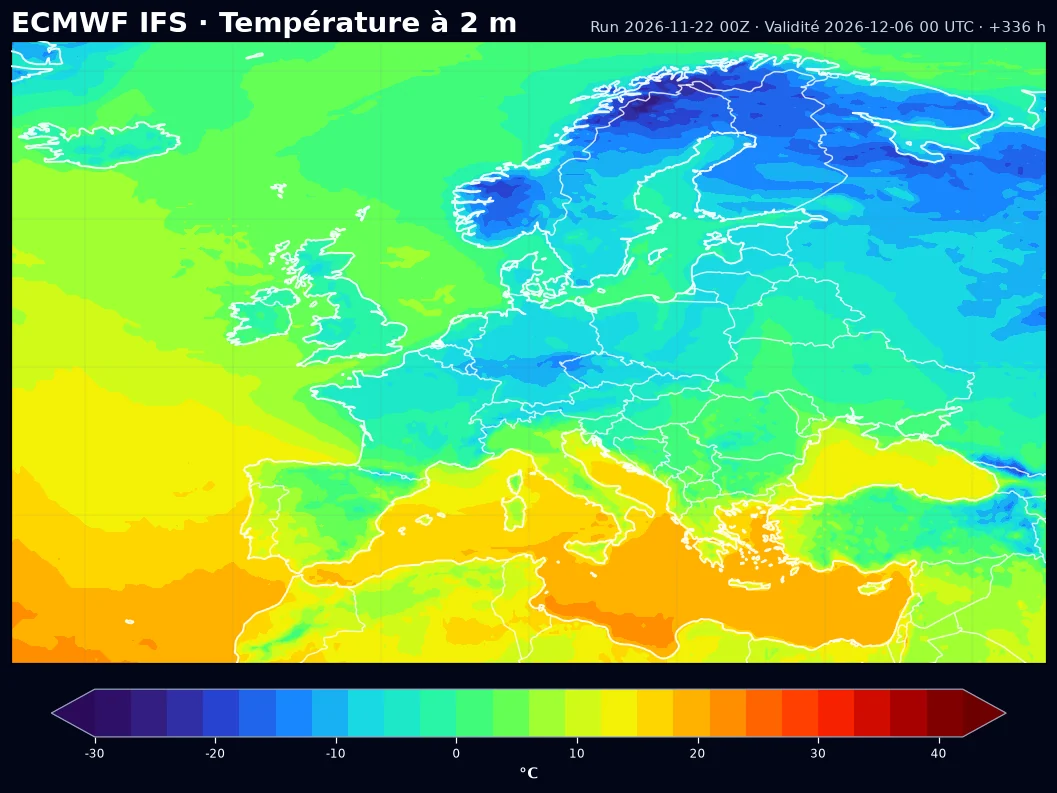 ECMWF IFS · Température à 2 m
Run 2026-11-22 00Z · Validité 2026-12-06 00 UTC · +336 h
-30 -20 -10 0 10 20 30 40
°C